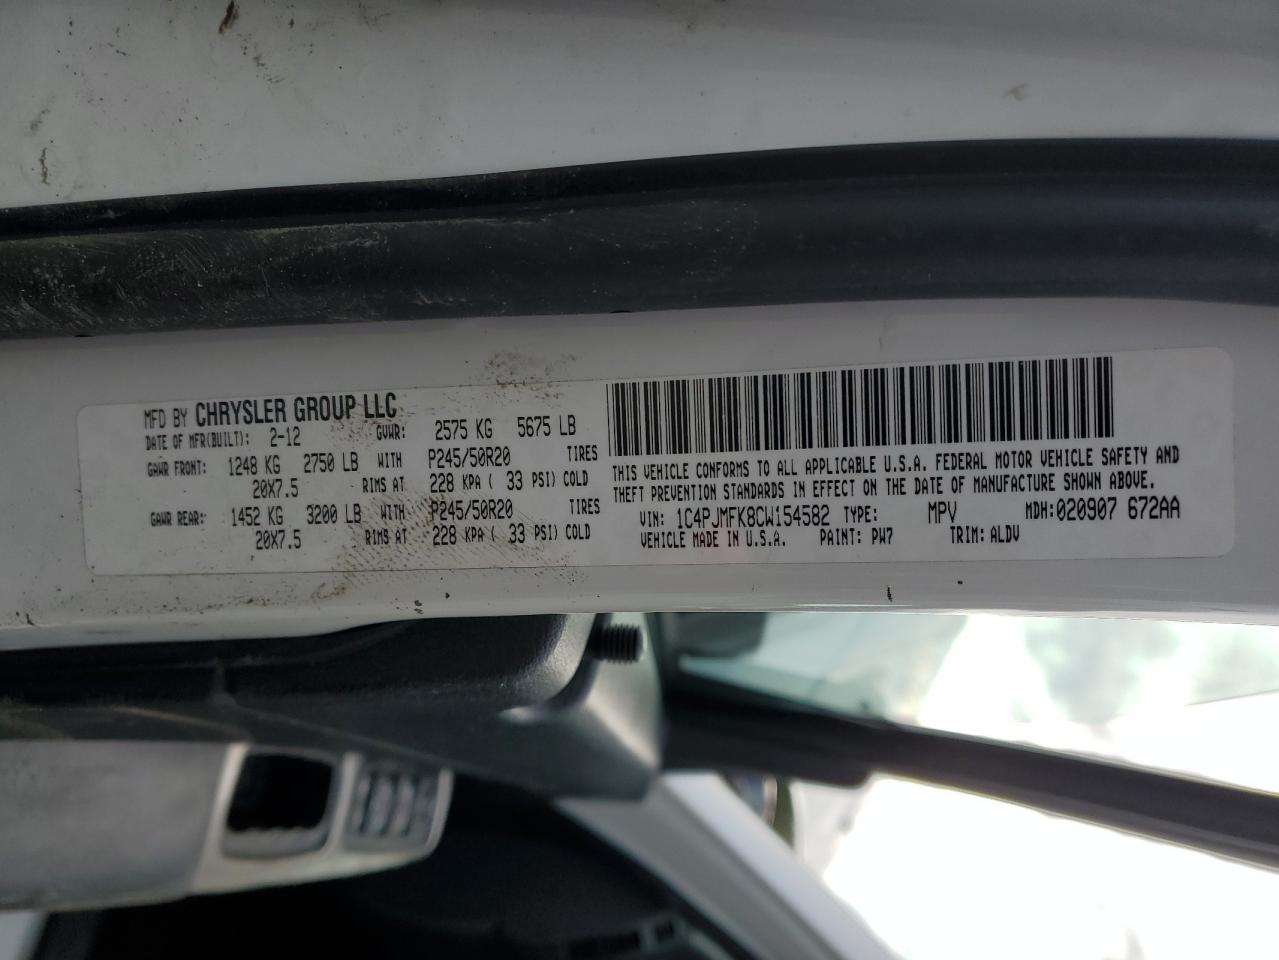 MFD BY CHRYSLER GROUP LLC
DATE OF MFR(BUILT): 2-12 GVWR: 2575 KG 5675 LB
GAWR FRONT: 1248 KG 2750 LB WITH P245/50R20 TIRES
20X7.5 RIMS AT 228 KPA ( 33 PSI) COLD
GAWR REAR: 1452 KG 3200 LB WITH P245/50R20 TIRES
20X7.5 RIMS AT 228 KPA ( 33 PSI) COLD
THIS VEHICLE CONFORMS TO ALL APPLICABLE U.S.A. FEDERAL MOTOR VEHICLE SAFETY AND
THEFT PREVENTION STANDARDS IN EFFECT ON THE DATE OF MANUFACTURE SHOWN ABOVE.
VIN: 1C4PJMFK8CW154582 TYPE: MPV MDH:020907 672AA
VEHICLE MADE IN U.S.A. PAINT: PW7 TRIM: ALDV